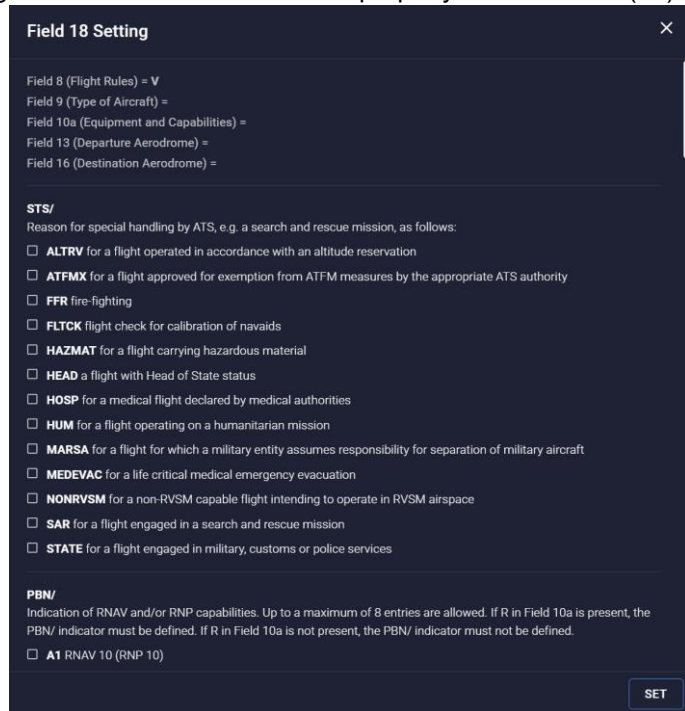 Field 18 Setting
Field 8 (Flight Rules) = V
Field 9 (Type of Aircraft) =
Field 10a (Equipment and Capabilities) =
Field 13 (Departure Aerodrome) =
Field 16 (Destination Aerodrome) =
STS/
Reason for special handling by ATS, e.g. a search and rescue mission, as follows:
ALTRV for a flight operated in accordance with an altitude reservation
ATFMX for a flight approved for exemption from ATFM measures by the appropriate ATS authority
FFR fire-fighting
FLTCK flight check for calibration of navaids
HAZMAT for a flight carrying hazardous material
HEAD a flight with Head of State status
HOSP for a medical flight declared by medical authorities
HUM for a flight operating on a humanitarian mission
MARSA for a flight for which a military entity assumes responsibility for separation of military aircraft
MEDEVAC for a life critical medical emergency evacuation
NONRVSM for a non-RVSM capable flight intending to operate in RVSM airspace
SAR for a flight engaged in a search and rescue mission
STATE for a flight engaged in military, customs or police services
PBN/
Indication of RNAV and/or RNP capabilities. Up to a maximum of 8 entries are allowed. If R in Field 10a is present, the
PBN/ indicator must be defined. If R in Field 10a is not present, the PBN/ indicator must not be defined.
A1 RNAV 10 (RNP 10)
SET